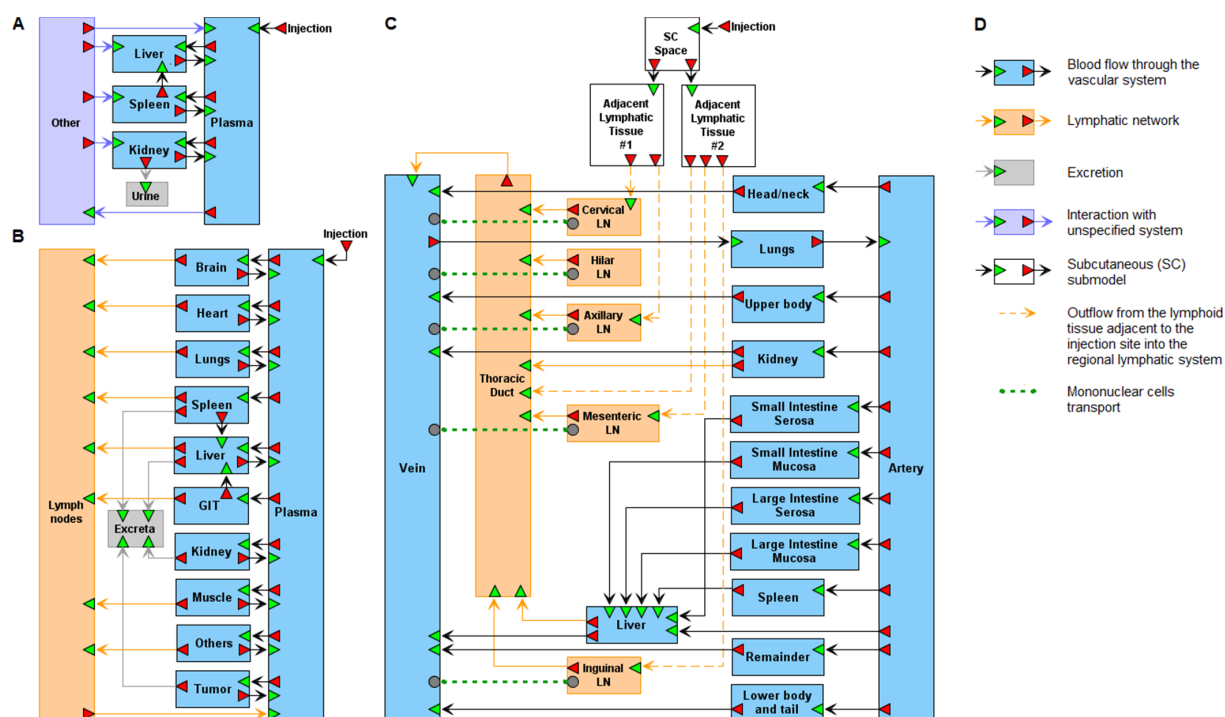 A
Injection
Liver
Spleen
Other
Plasma
Kidney
Urine
B
Injection
Brain
Heart
Lungs
Spleen
Liver
GIT
Lymph
nodes
Plasma
Excreta
Kidney
Muscle
Others
Tumor
C
SC
Space
Injection
Adjacent
Lymphatic
Tissue
#1
Adjacent
Lymphatic
Tissue
#2
Head/neck
Cervical
LN
Lungs
Hilar
LN
Upper body
Axillary
LN
Kidney
Thoracic
Duct
Mesenteric
LN
Small Intestine
Serosa
Small Intestine
Mucosa
Vein
Artery
Large Intestine
Serosa
Large Intestine
Mucosa
Spleen
Liver
Remainder
Inguinal
LN
Lower body
and tail
D
Blood flow through the
vascular system
Lymphatic network
Excretion
Interaction with
unspecified system
Subcutaneous (SC)
submodel
Outflow from the lymphoid
tissue adjacent to the
injection site into the
regional lymphatic system
Mononuclear cells
transport